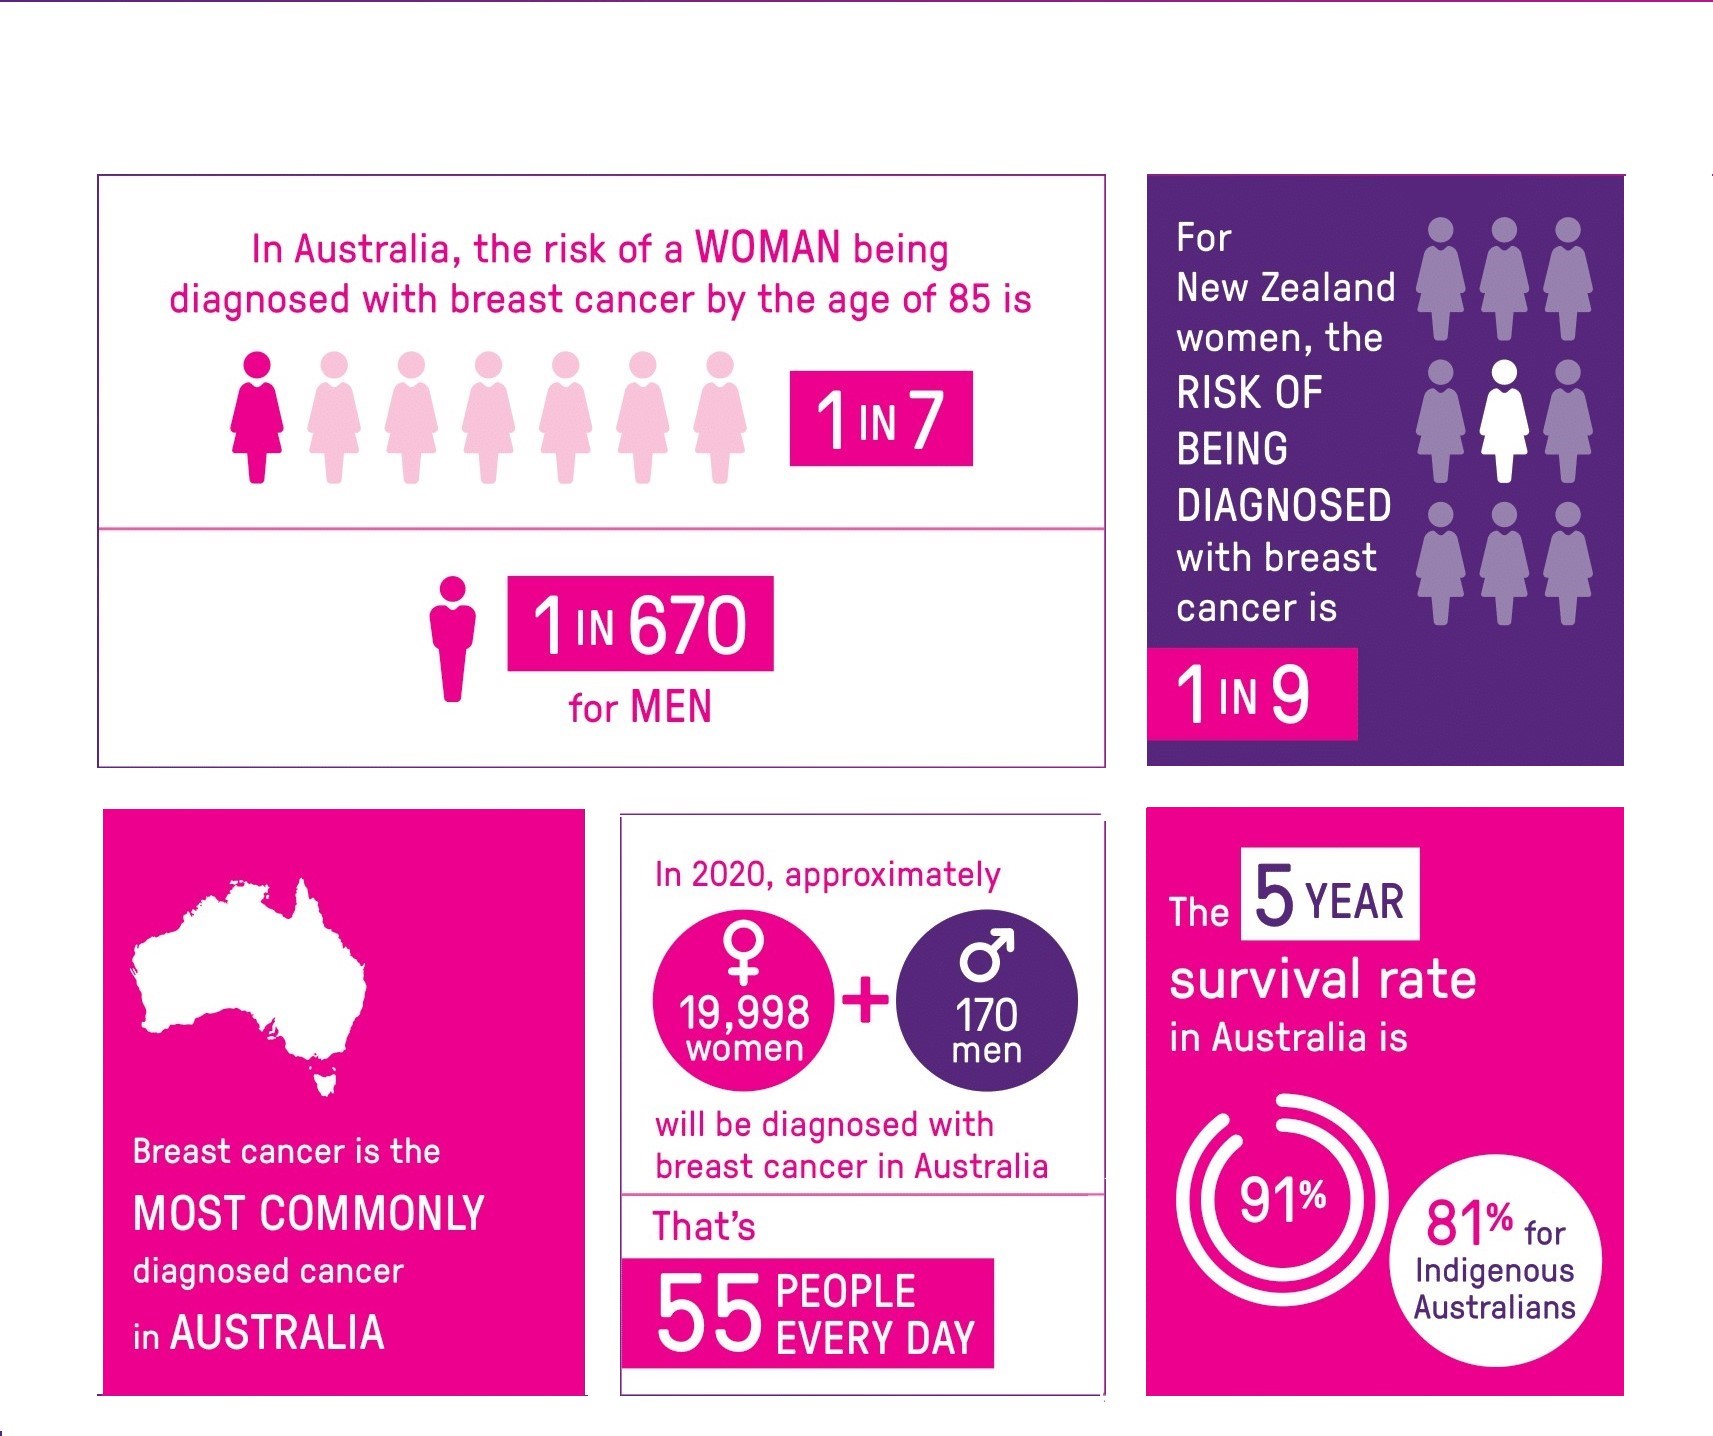 In Australia, the risk of a WOMAN being
diagnosed with breast cancer by the age of 85 is
1 IN 7
1 IN 670
for MEN
For
New Zealand
women, the
RISK OF
BEING
DIAGNOSED
with breast
cancer is
1 IN 9
Breast cancer is the
MOST COMMONLY
diagnosed cancer
in AUSTRALIA
In 2020, approximately
19,998
women
+
170
men
will be diagnosed with
breast cancer in Australia
That's
55 PEOPLE
EVERY DAY
The 5 YEAR
survival rate
in Australia is
91%
81% for
Indigenous
Australians